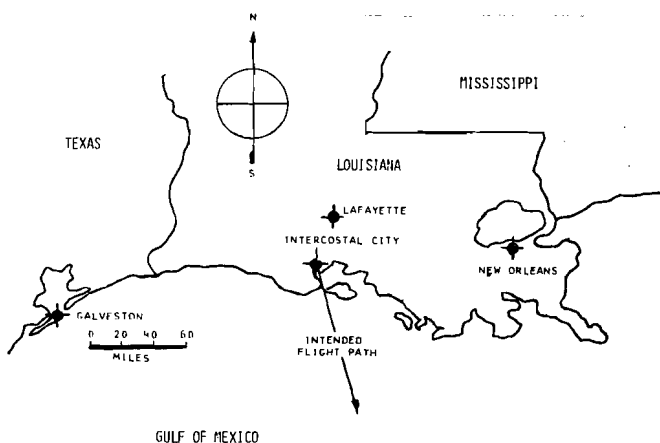 N
MISSISSIPPI
TEXAS
LOUISIANA
S
LAFAYETTE
INTERCOSTAL CITY
NEW ORLEANS
GALVESTON
0 20 40 60
MILES
INTENDED
FLIGHT PATH
GULF OF MEXICO